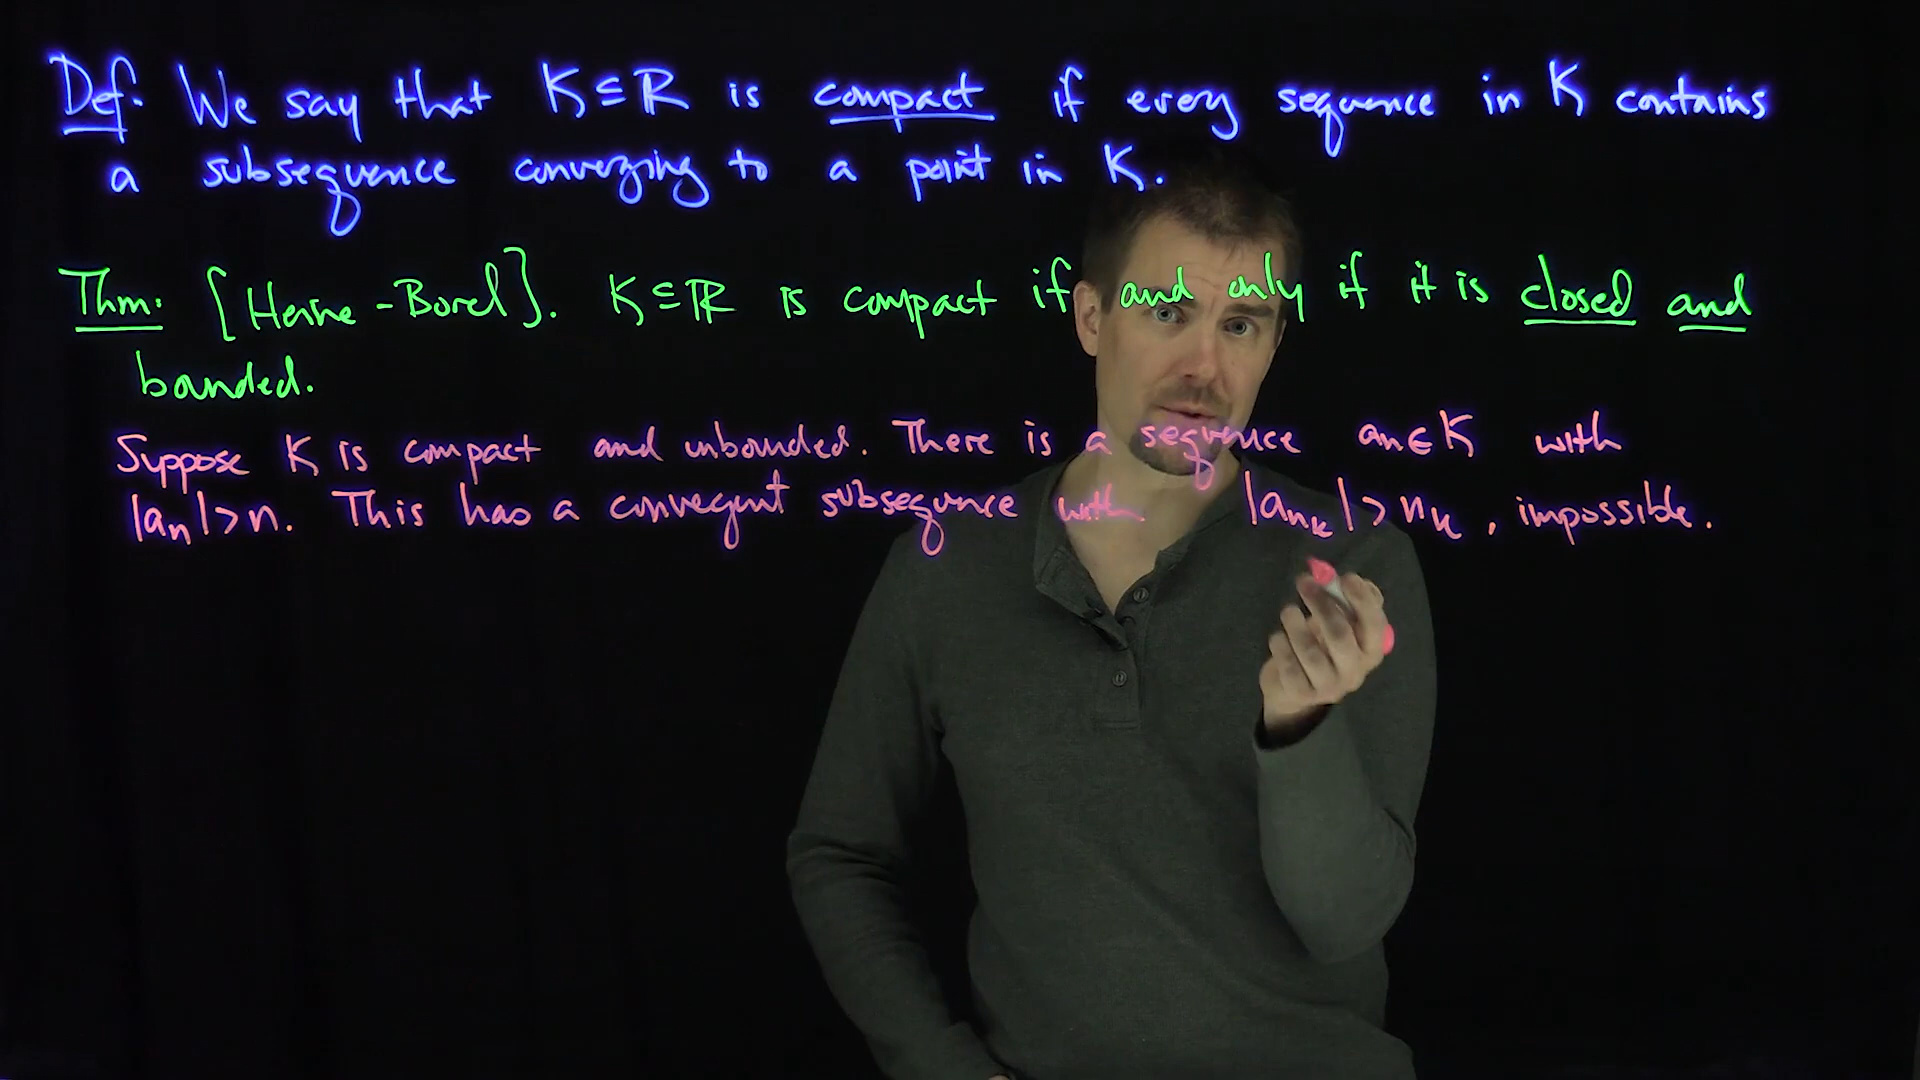 Def: We say that K ⊆ ℝ is compact if every sequence in K contains
a subsequence converging to a point in K.
Thm: [Heine-Borel]. K ⊆ ℝ is compact if and only if it is closed and
bounded.
Suppose K is compact and unbounded. There is a sequence aₙ ∈ K with
|aₙ| > n. This has a convergent subsequence with |aₙₖ| > nₖ, impossible.